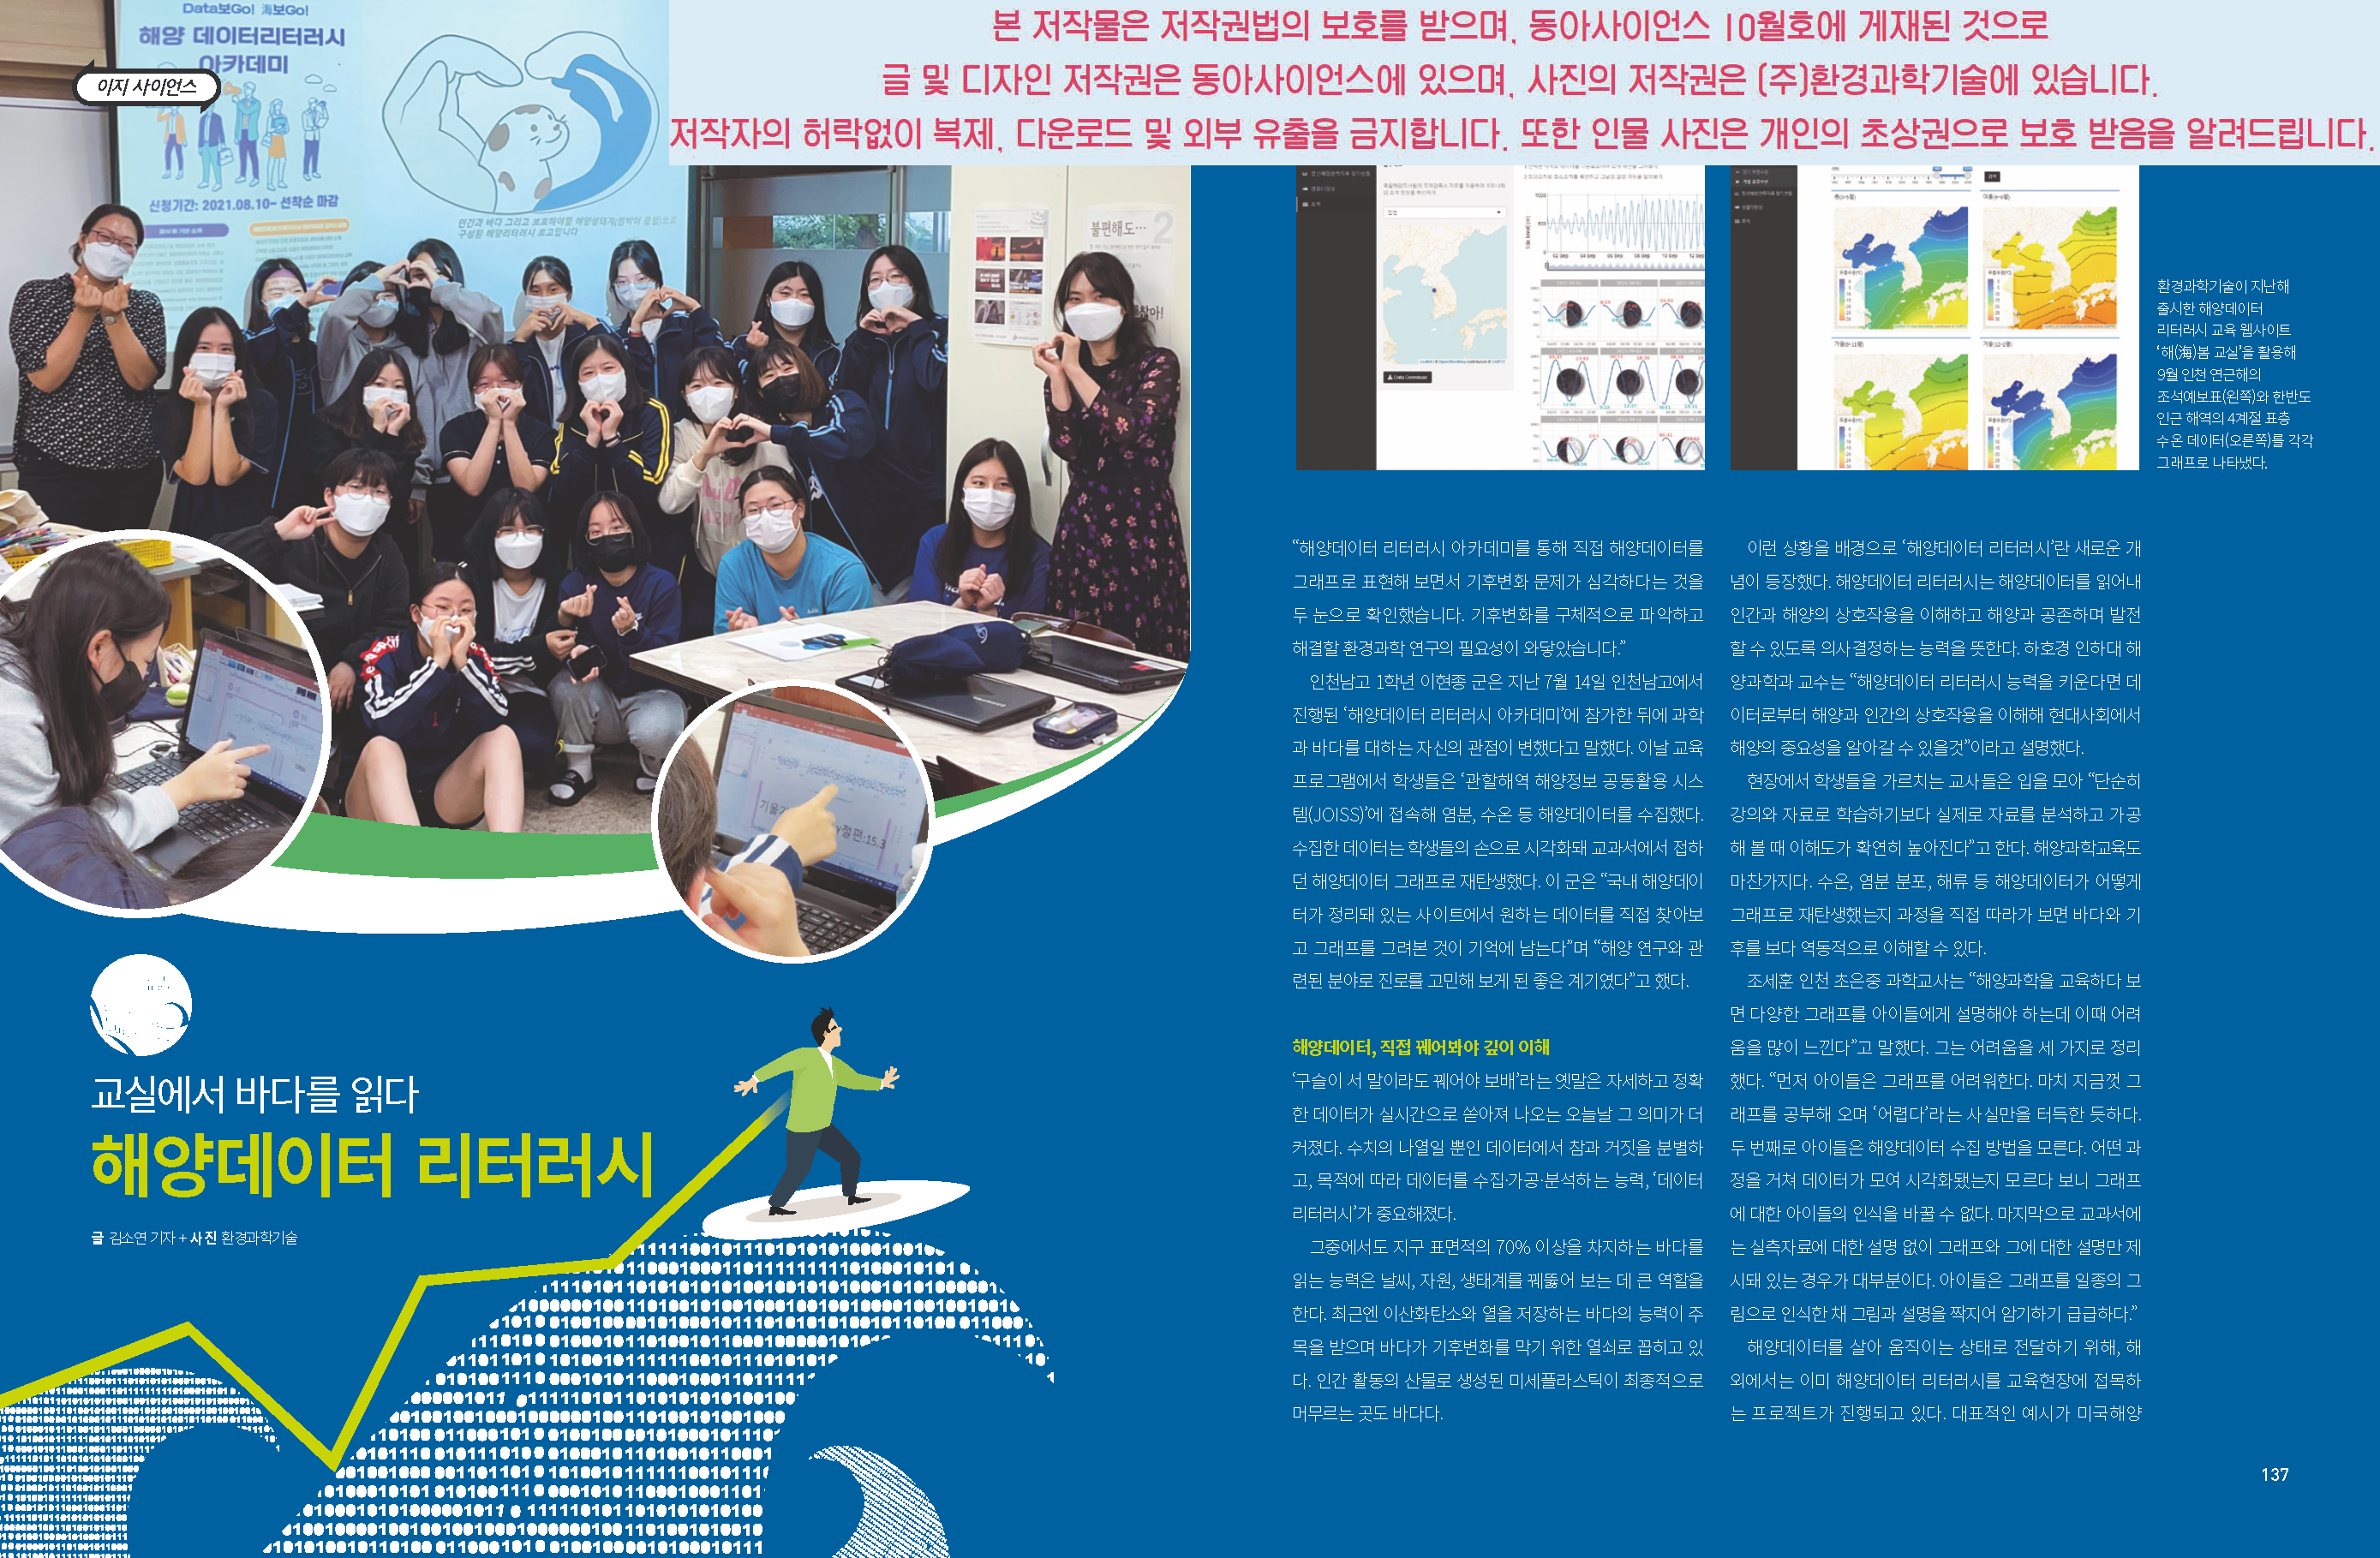 본 저작물은 저작권법의 보호를 받으며, 동아사이언스 10월호에 게재된 것으로
글 및 디자인 저작권은 동아사이언스에 있으며, 사진의 저작권은 (주)환경과학기술에 있습니다.
저작자의 허락없이 복제, 다운로드 및 외부 유출을 금지합니다. 또한 인물 사진은 개인의 초상권으로 보호 받음을 알려드립니다.
Data보Go! 海보Go!
해양 데이터리터러시
아카데미
이지 사이언스
신청기간: 2021.08.10- 선착순 마감
인간과 바다 그리고 보호해야할 해양생태계(점박이 물범)으로
구성된 해양리터러시 로고입니다
불편해도…
2
찾아!
기울기
y절편:15.3
Data Download
환경과학기술이 지난해
출시한 해양데이터
리터러시 교육 웹사이트
‘해(海)봄 교실’을 활용해
9월 인천 연근해의
조석예보표(왼쪽)와 한반도
인근 해역의 4계절 표층
수온 데이터(오른쪽)를 각각
그래프로 나타냈다.
교실에서 바다를 읽다
해양데이터 리터러시
글 김소연 기자 + 사진 환경과학기술
“해양데이터 리터러시 아카데미를 통해 직접 해양데이터를
그래프로 표현해 보면서 기후변화 문제가 심각하다는 것을
두 눈으로 확인했습니다. 기후변화를 구체적으로 파악하고
해결할 환경과학 연구의 필요성이 와닿았습니다.”
인천남고 1학년 이현종 군은 지난 7월 14일 인천남고에서
진행된 ‘해양데이터 리터러시 아카데미’에 참가한 뒤에 과학
과 바다를 대하는 자신의 관점이 변했다고 말했다. 이날 교육
프로그램에서 학생들은 ‘관할해역 해양정보 공동활용 시스
템(JOISS)’에 접속해 염분, 수온 등 해양데이터를 수집했다.
수집한 데이터는 학생들의 손으로 시각화돼 교과서에서 접하
던 해양데이터 그래프로 재탄생했다. 이 군은 “국내 해양데이
터가 정리돼 있는 사이트에서 원하는 데이터를 직접 찾아보
고 그래프를 그려본 것이 기억에 남는다”며 “해양 연구와 관
련된 분야로 진로를 고민해 보게 된 좋은 계기였다”고 했다.
해양데이터, 직접 꿰어봐야 깊이 이해
‘구슬이 서 말이라도 꿰어야 보배’라는 옛말은 자세하고 정확
한 데이터가 실시간으로 쏟아져 나오는 오늘날 그 의미가 더
커졌다. 수치의 나열일 뿐인 데이터에서 참과 거짓을 분별하
고, 목적에 따라 데이터를 수집·가공·분석하는 능력, ‘데이터
리터러시’가 중요해졌다.
그중에서도 지구 표면적의 70% 이상을 차지하는 바다를
읽는 능력은 날씨, 자원, 생태계를 꿰뚫어 보는 데 큰 역할을
한다. 최근엔 이산화탄소와 열을 저장하는 바다의 능력이 주
목을 받으며 바다가 기후변화를 막기 위한 열쇠로 꼽히고 있
다. 인간 활동의 산물로 생성된 미세플라스틱이 최종적으로
머무르는 곳도 바다다.
이런 상황을 배경으로 ‘해양데이터 리터러시’란 새로운 개
념이 등장했다. 해양데이터 리터러시는 해양데이터를 읽어내
인간과 해양의 상호작용을 이해하고 해양과 공존하며 발전
할 수 있도록 의사결정하는 능력을 뜻한다. 하호경 인하대 해
양과학과 교수는 “해양데이터 리터러시 능력을 키운다면 데
이터로부터 해양과 인간의 상호작용을 이해해 현대사회에서
해양의 중요성을 알아갈 수 있을것”이라고 설명했다.
현장에서 학생들을 가르치는 교사들은 입을 모아 “단순히
강의와 자료로 학습하기보다 실제로 자료를 분석하고 가공
해 볼 때 이해도가 확연히 높아진다”고 한다. 해양과학교육도
마찬가지다. 수온, 염분 분포, 해류 등 해양데이터가 어떻게
그래프로 재탄생했는지 과정을 직접 따라가 보면 바다와 기
후를 보다 역동적으로 이해할 수 있다.
조세훈 인천 초은중 과학교사는 “해양과학을 교육하다 보
면 다양한 그래프를 아이들에게 설명해야 하는데 이때 어려
움을 많이 느낀다”고 말했다. 그는 어려움을 세 가지로 정리
했다. “먼저 아이들은 그래프를 어려워한다. 마치 지금껏 그
래프를 공부해 오며 ‘어렵다’라는 사실만을 터득한 듯하다.
두 번째로 아이들은 해양데이터 수집 방법을 모른다. 어떤 과
정을 거쳐 데이터가 모여 시각화됐는지 모르다 보니 그래프
에 대한 아이들의 인식을 바꿀 수 없다. 마지막으로 교과서에
는 실측자료에 대한 설명 없이 그래프와 그에 대한 설명만 제
시돼 있는 경우가 대부분이다. 아이들은 그래프를 일종의 그
림으로 인식한 채 그림과 설명을 짝지어 암기하기 급급하다.”
해양데이터를 살아 움직이는 상태로 전달하기 위해, 해
외에서는 이미 해양데이터 리터러시를 교육현장에 접목하
는 프로젝트가 진행되고 있다. 대표적인 예시가 미국해양
137